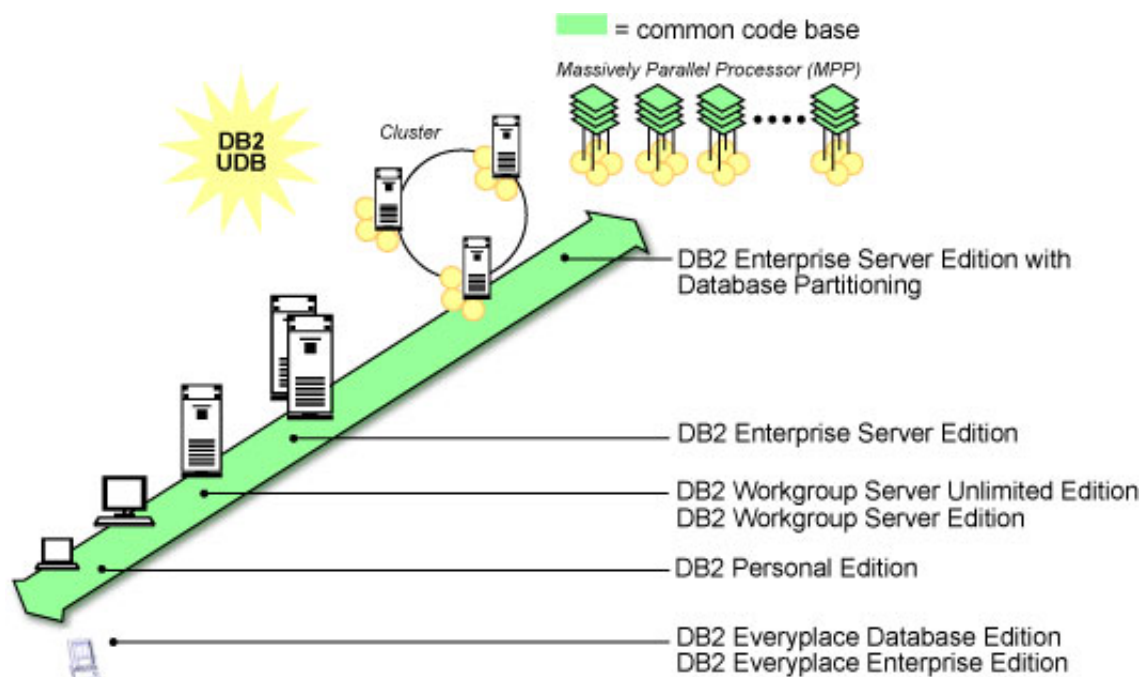 = common code base
Massively Parallel Processor (MPP)
Cluster
DB2
UDB
DB2 Enterprise Server Edition with
Database Partitioning
DB2 Enterprise Server Edition
DB2 Workgroup Server Unlimited Edition
DB2 Workgroup Server Edition
DB2 Personal Edition
DB2 Everyplace Database Edition
DB2 Everyplace Enterprise Edition